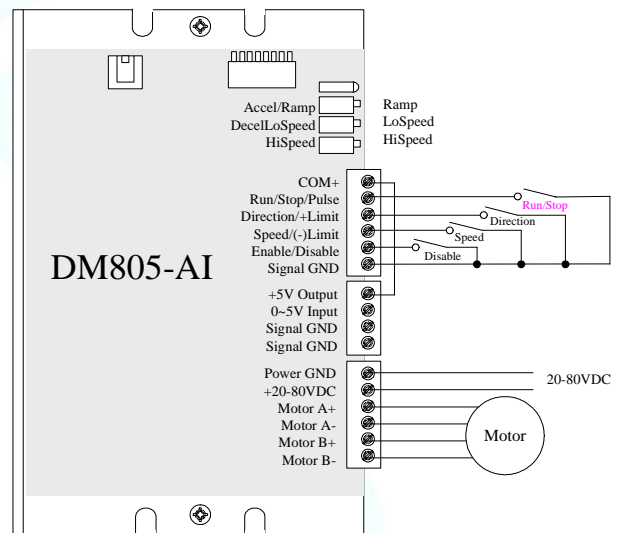 Accel/Ramp
Ramp
DecelLoSpeed
LoSpeed
HiSpeed
HiSpeed
COM+
Run/Stop/Pulse
Run/Stop
Direction/+Limit
Direction
Speed/(-)Limit
Speed
Enable/Disable
Disable
Signal GND
DM805-AI
+5V Output
0~5V Input
Signal GND
Signal GND
Power GND
20-80VDC
+20-80VDC
Motor A+
Motor A-
Motor B+
Motor B-
Motor